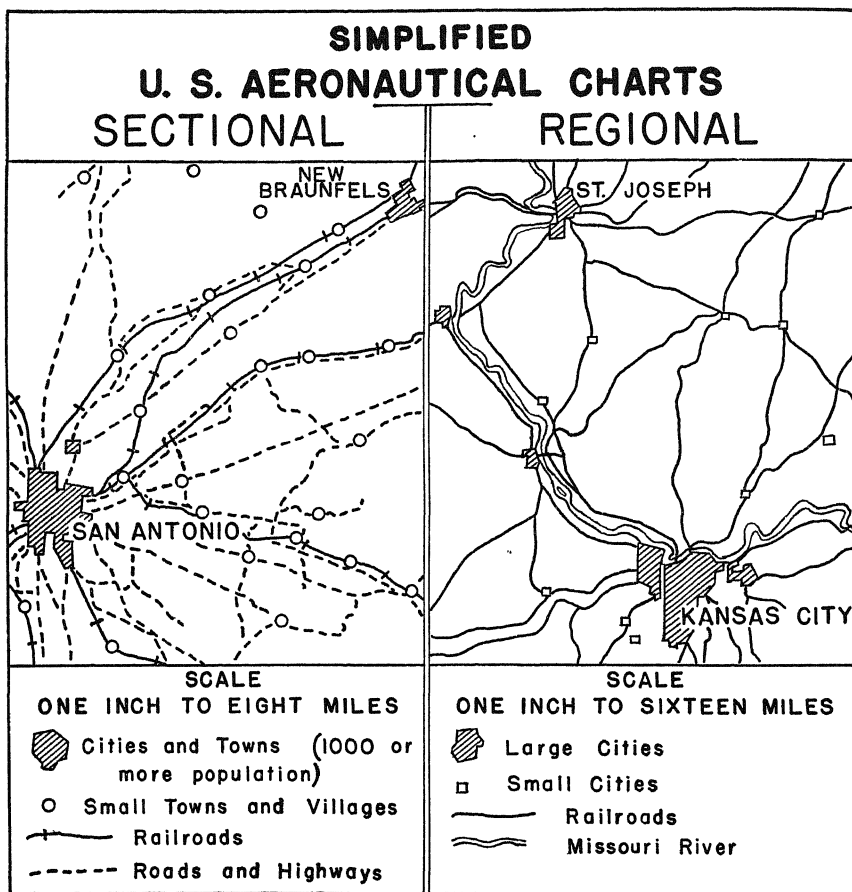 SIMPLIFIED
U. S. AERONAUTICAL CHARTS
SECTIONAL
NEW
BRAUNFELS
SAN ANTONIO
SCALE
ONE INCH TO EIGHT MILES
Cities and Towns (1000 or
more population)
Small Towns and Villages
Railroads
Roads and Highways
REGIONAL
ST. JOSEPH
KANSAS CITY
SCALE
ONE INCH TO SIXTEEN MILES
Large Cities
Small Cities
Railroads
Missouri River